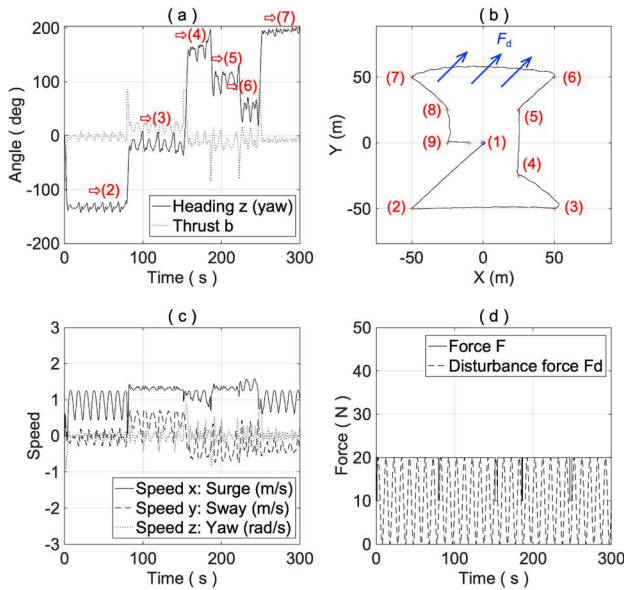 ( a )
200
100
0
-100
-200
Angle ( deg )
⇨(2)
⇨(3)
⇨(4)
⇨(5)
⇨(6)
⇨(7)
Heading z (yaw)
Thrust b
0
100
200
300
Time ( s )
( b )
Fd
50
0
-50
Y (m)
(7)
(6)
(8)
(5)
(9)
(1)
(4)
(2)
(3)
-50
0
50
X (m)
( c )
3
2
1
0
-1
-2
-3
Speed
Speed x: Surge (m/s)
Speed y: Sway (m/s)
Speed z: Yaw (rad/s)
0
100
200
300
Time ( s )
( d )
50
40
30
20
10
0
Force ( N )
Force F
Disturbance force Fd
0
100
200
300
Time ( s )